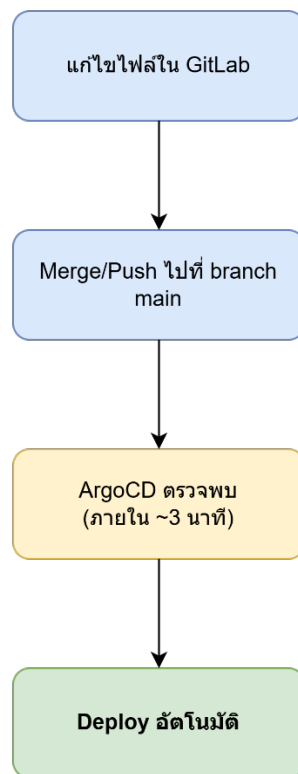 แก้ไขไฟล์ใน GitLab
Merge/Push ไปที่ branch
main
ArgoCD ตรวจพบ
(ภายใน ~3 นาที)
Deploy อัตโนมัติ